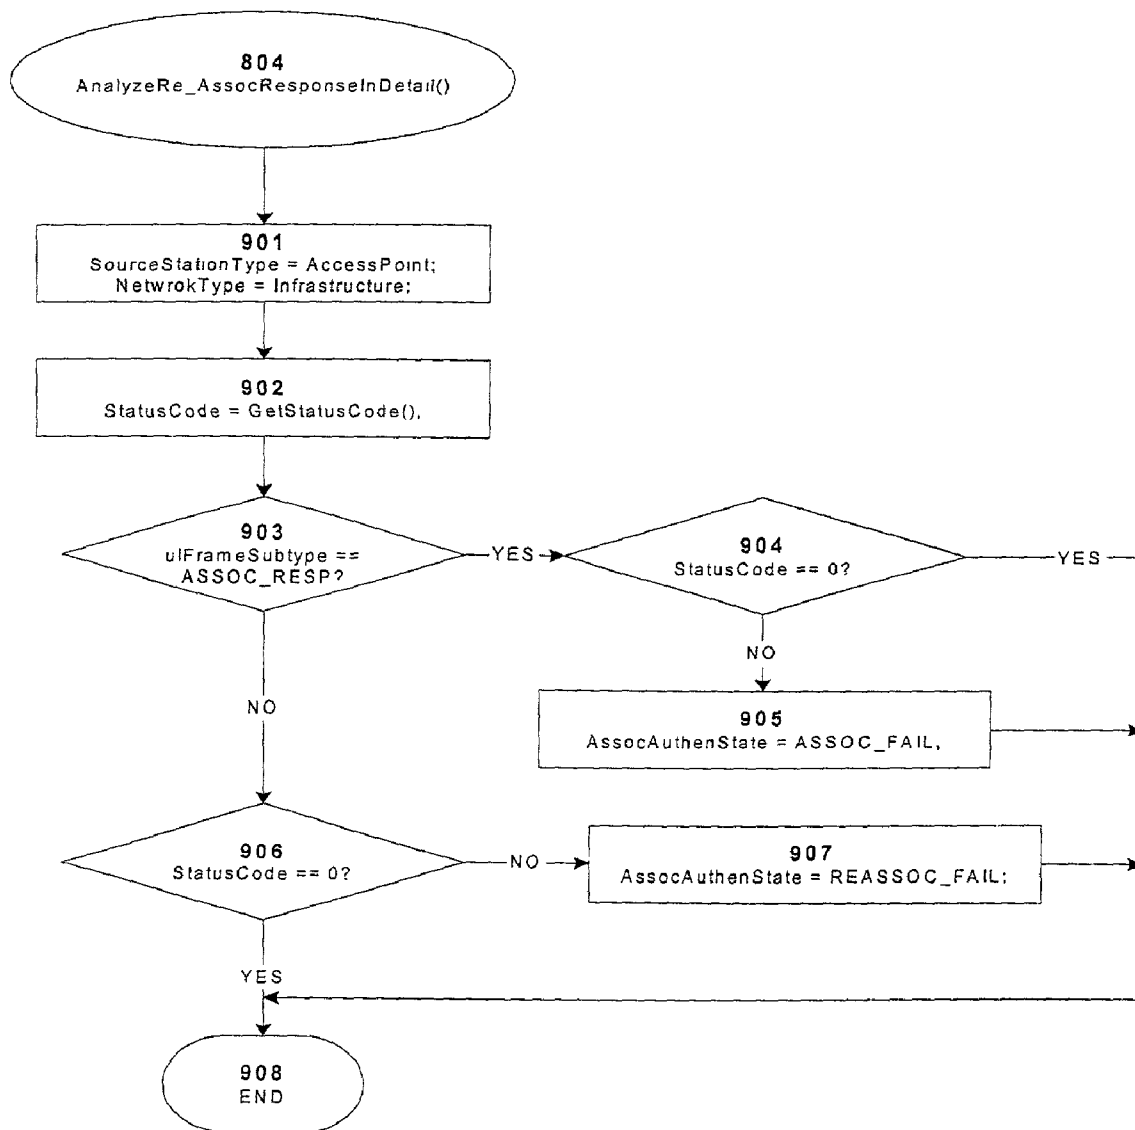 804
AnalyzeRe_AssocResponseInDetail()
901
SourceStationType = AccessPoint;
NetwrokType = Infrastructure;
902
StatusCode = GetStatusCode(),
903
ulFrameSubtype ==
ASSOC_RESP?
YES
904
StatusCode == 0?
YES
NO
905
AssocAuthenState = ASSOC_FAIL,
NO
906
StatusCode == 0?
NO
907
AssocAuthenState = REASSOC_FAIL;
YES
908
END